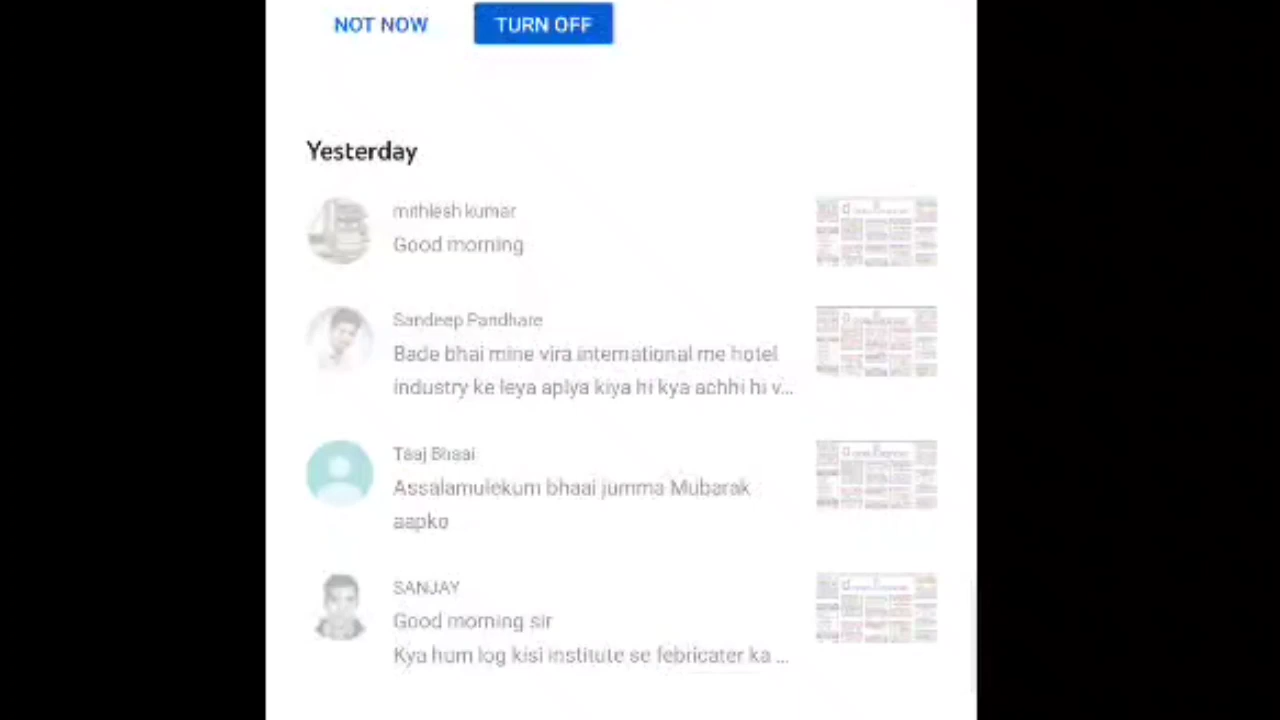 NOT NOW TURN OFF
Yesterday
mithlesh kumar
Good morning
Sandeep Pandhare
Bade bhai mine vira international me hotel
industry ke leya aplya kiya hi kya achhi hi v...
Taaj Bhaai
Assalamulekum bhaai jumma Mubarak
aapko
SANJAY
Good morning sir
Kya hum log kisi institute se febricater ka ...